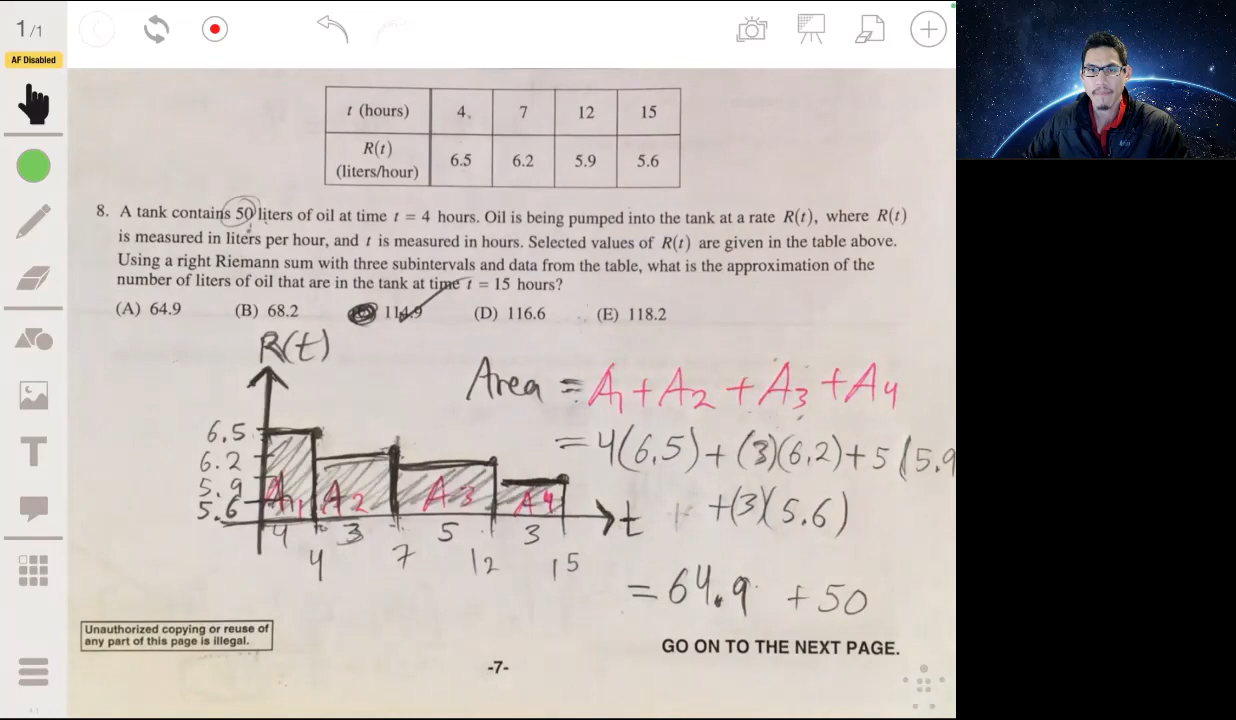 1/1
AF Disabled
t (hours) 4 7 12 15
R(t) (liters/hour) 6.5 6.2 5.9 5.6
8. A tank contains 50 liters of oil at time t = 4 hours. Oil is being pumped into the tank at a rate R(t), where R(t)
is measured in liters per hour, and t is measured in hours. Selected values of R(t) are given in the table above.
Using a right Riemann sum with three subintervals and data from the table, what is the approximation of the
number of liters of oil that are in the tank at time t = 15 hours?
(A) 64.9 (B) 68.2 114.9 (D) 116.6 (E) 118.2
R(t)
Area = A1 + A2 + A3 + A4
6.5
= 4(6.5) + (3)(6.2) + 5(5.9
6.2
5.9
5.6
A1 A2 A3 A4
t
+ +(3)(5.6)
4 3 5 3
4 7 12 15
= 64.9 + 50
Unauthorized copying or reuse of
any part of this page is illegal.
GO ON TO THE NEXT PAGE.
-7-
T